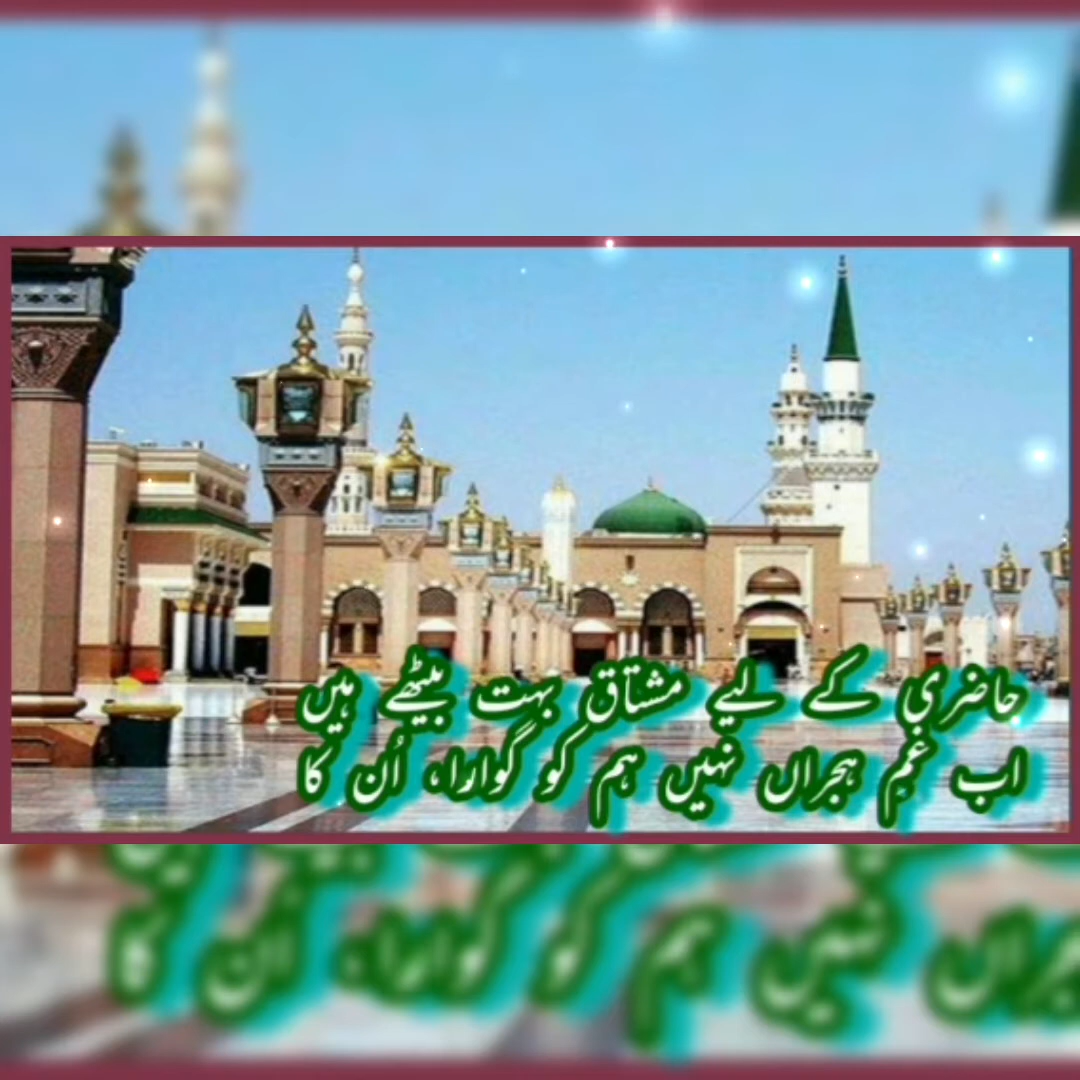 حاضری کے لیے مشتاق بہت بیٹھے ہیں
اب غمِ ہجراں نہیں ہم کو گوارا، اُن کا